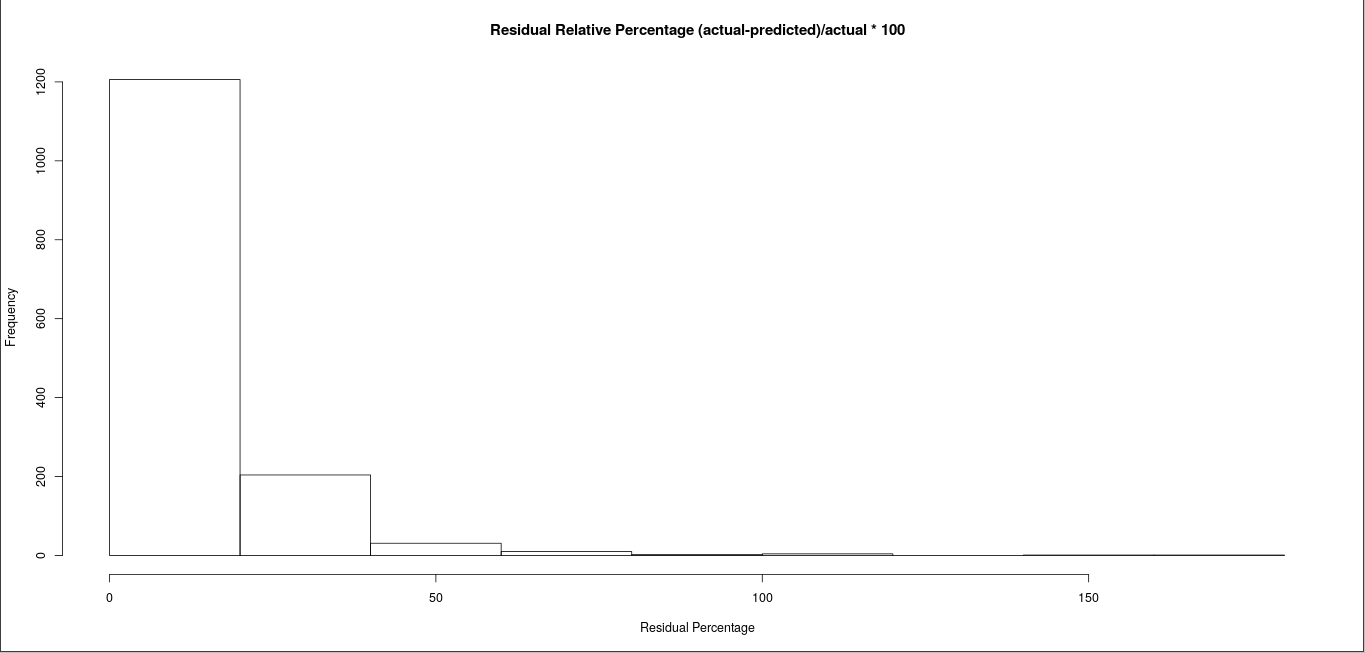 Residual Relative Percentage (actual-predicted)/actual * 100
1200
1000
800
600
400
200
0
Frequency
0 50 100 150
Residual Percentage